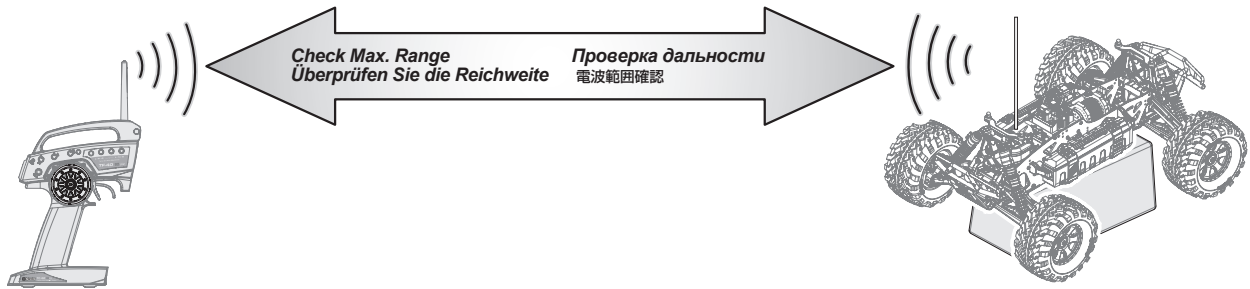 Check Max. Range
Überprüfen Sie die Reichweite
Проверка дальности
電波範囲確認